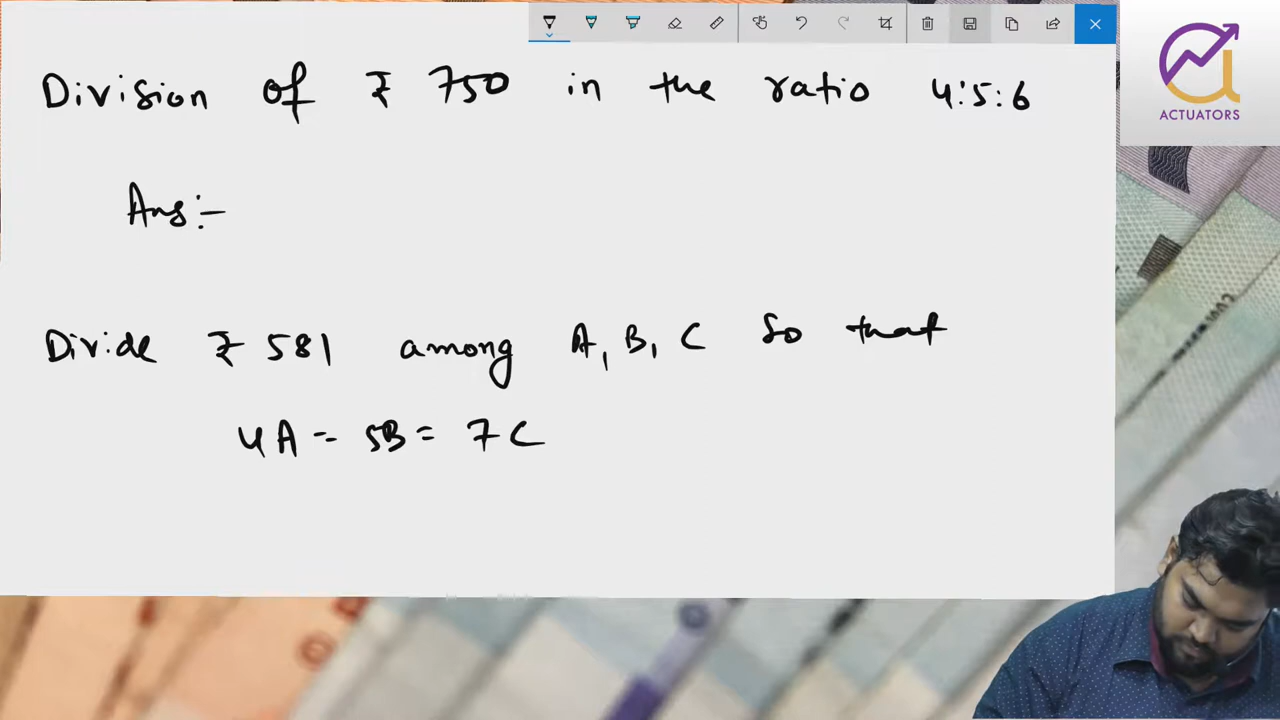 Division of ₹ 750 in the ratio 4:5:6
ACTUATORS
Ans:-
Divide ₹ 581 among A, B, C so that
4A = 5B = 7C